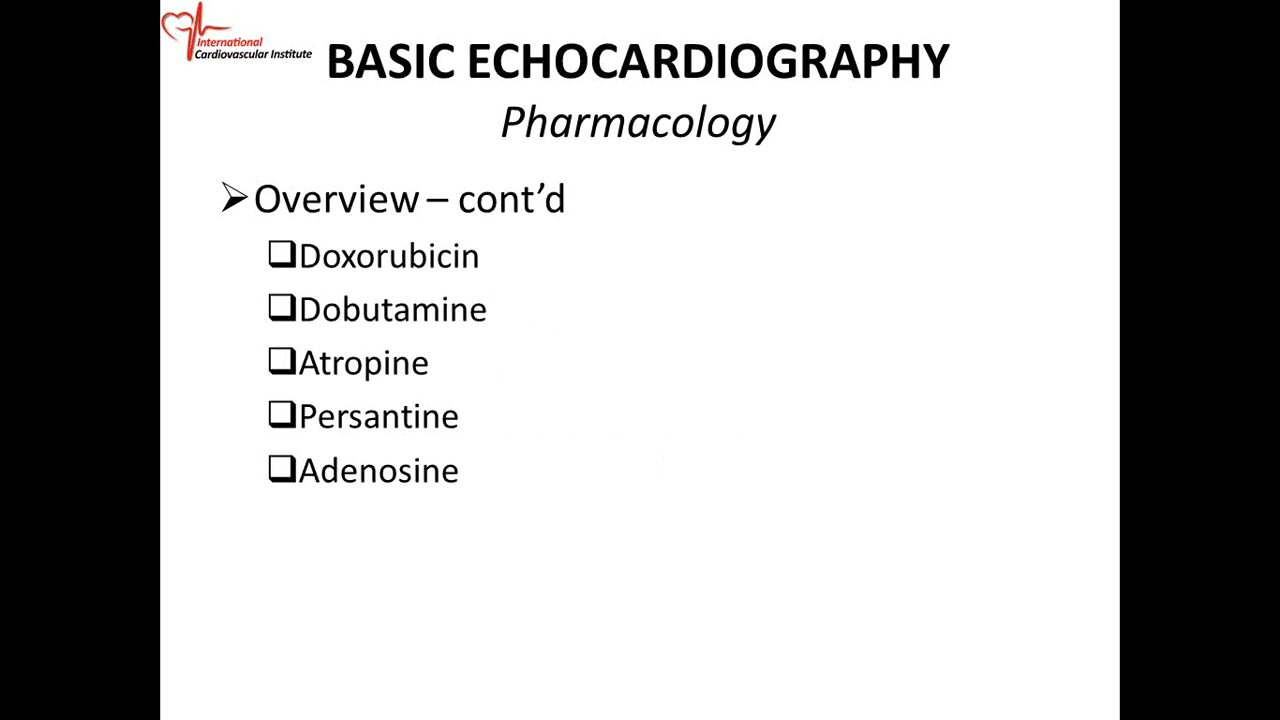 International
Cardiovascular Institute
BASIC ECHOCARDIOGRAPHY
Pharmacology
Overview – cont’d
Doxorubicin
Dobutamine
Atropine
Persantine
Adenosine